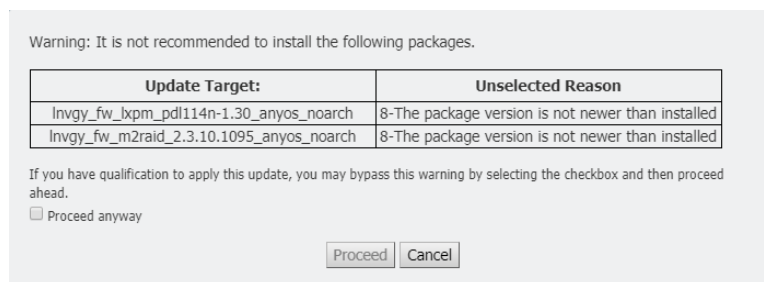 Warning: It is not recommended to install the following packages.
Update Target: Unselected Reason
lnvgy_fw_lxpm_pdl114n-1.30_anyos_noarch 8-The package version is not newer than installed
lnvgy_fw_m2raid_2.3.10.1095_anyos_noarch 8-The package version is not newer than installed
If you have qualification to apply this update, you may bypass this warning by selecting the checkbox and then proceed
ahead.
Proceed anyway
Proceed Cancel